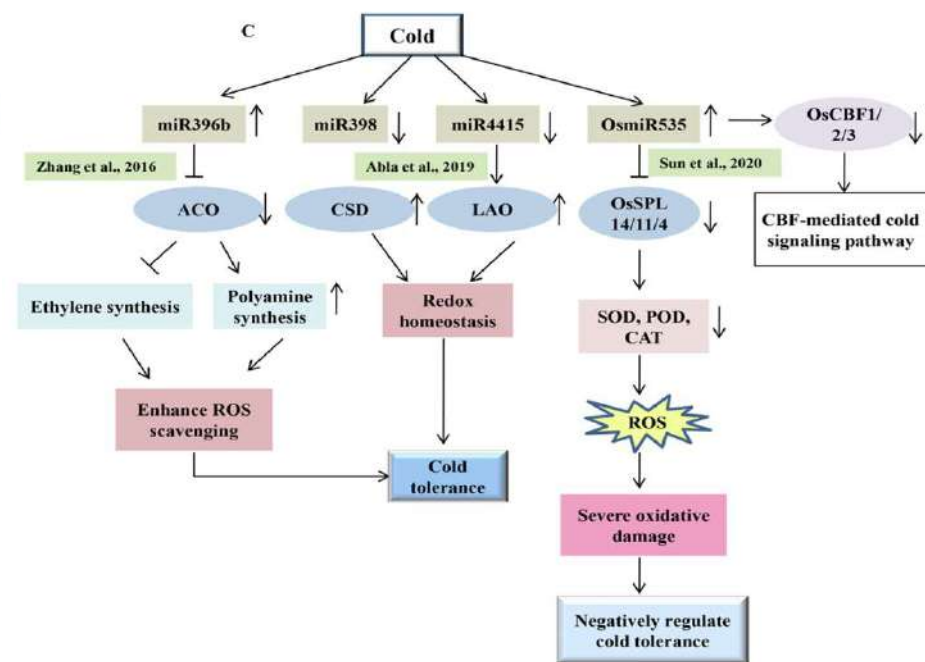 C
Cold
miR396b
miR398
miR4415
OsmiR535
OsCBF1/
2/3
Zhang et al., 2016
Abla et al., 2019
Sun et al., 2020
ACO
CSD
LAO
OsSPL
14/11/4
CBF-mediated cold
signaling pathway
Ethylene synthesis
Polyamine
synthesis
Redox
homeostasis
SOD, POD,
CAT
Enhance ROS
scavenging
ROS
Cold
tolerance
Severe oxidative
damage
Negatively regulate
cold tolerance